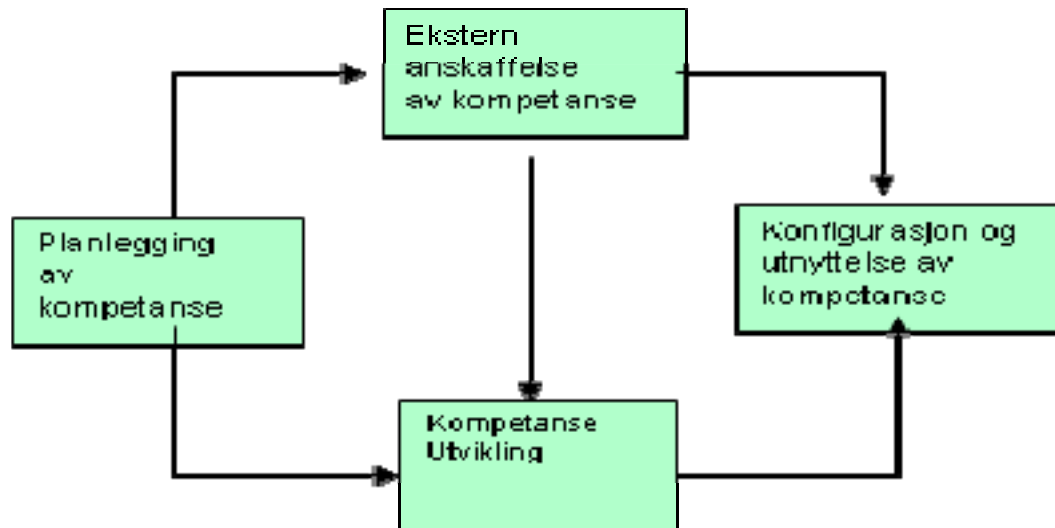 Ekstern
anskaffelse
av kompetanse
Planlegging
av
kompetanse
Konfigurasjon og
utnyttelse av
kompetanse
Kompetanse
Utvikling